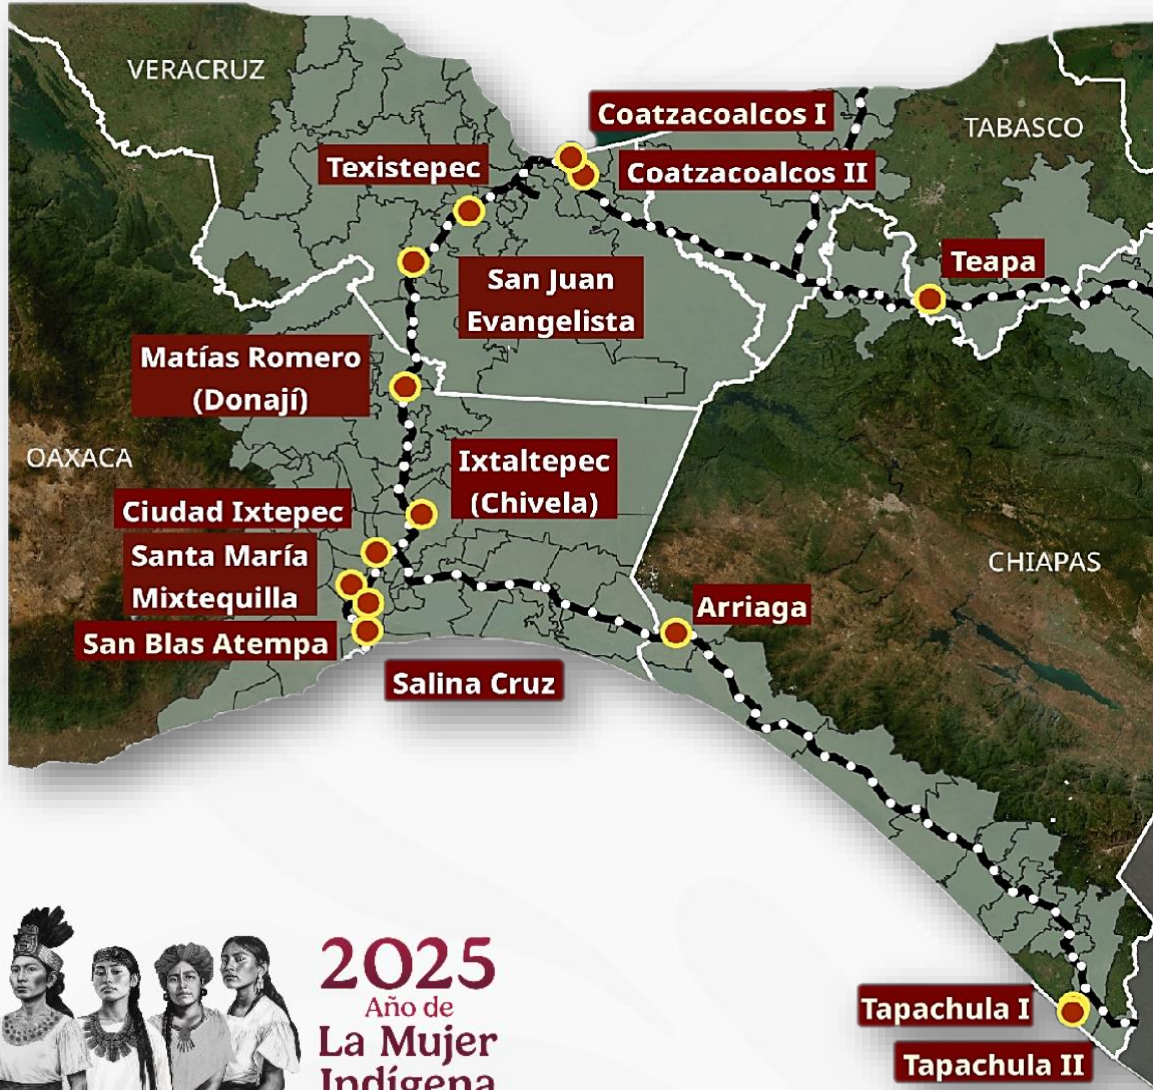 VERACRUZ
Coatzacoalcos I
TABASCO
Texistepec
Coatzacoalcos II
Teapa
San Juan
Evangelista
Matías Romero
(Donají)
OAXACA
Ixtaltepec
(Chivela)
Ciudad Ixtepec
Santa María
Mixtequilla
CHIAPAS
Arriaga
San Blas Atempa
Salina Cruz
2025
Año de
La Mujer
Indígena
Tapachula I
Tapachula II